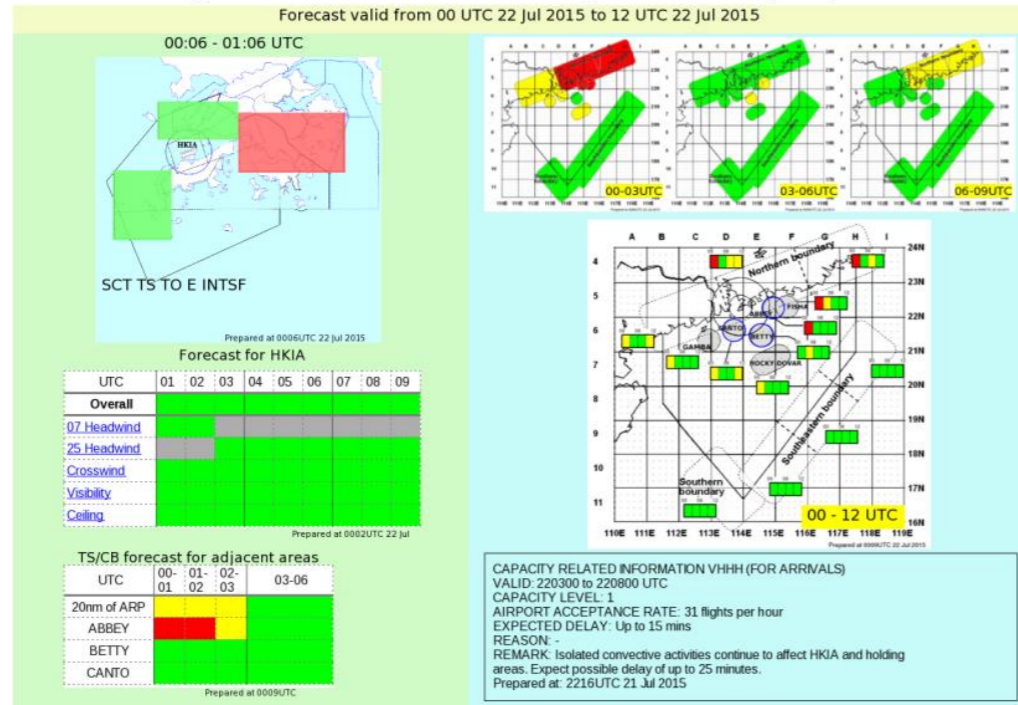 Forecast valid from 00 UTC 22 Jul 2015 to 12 UTC 22 Jul 2015
00:06 - 01:06 UTC
HKIA
SCT TS TO E INTSF
Prepared at 0006UTC 22 Jul 2015
Forecast for HKIA
UTC 01 02 03 04 05 06 07 08 09
Overall
07 Headwind
25 Headwind
Crosswind
Visibility
Ceiling
Prepared at 0002UTC 22 Jul
TS/CB forecast for adjacent areas
UTC 00-01 01-02 02-03 03-06
20nm of ARP
ABBEY
BETTY
CANTO
Prepared at 0009UTC
00-03UTC
03-06UTC
06-09UTC
A B C D E F G H I
4 24N
Northern boundary
23N
5 ABBEY FISHA 22N
6 CANTO BETTY
GAMBA 21N
7 ROCKY DOVAR
20N
8
19N
9 Southeastern boundary
18N
10
Southern boundary 17N
11
00 - 12 UTC
16N
110E 111E 112E 113E 114E 115E 116E 117E 118E 119E
CAPACITY RELATED INFORMATION VHHH (FOR ARRIVALS)
VALID: 220300 to 220800 UTC
CAPACITY LEVEL: 1
AIRPORT ACCEPTANCE RATE: 31 flights per hour
EXPECTED DELAY: Up to 15 mins
REASON: -
REMARK: Isolated convective activities continue to affect HKIA and holding
areas. Expect possible delay of up to 25 minutes.
Prepared at: 2216UTC 21 Jul 2015